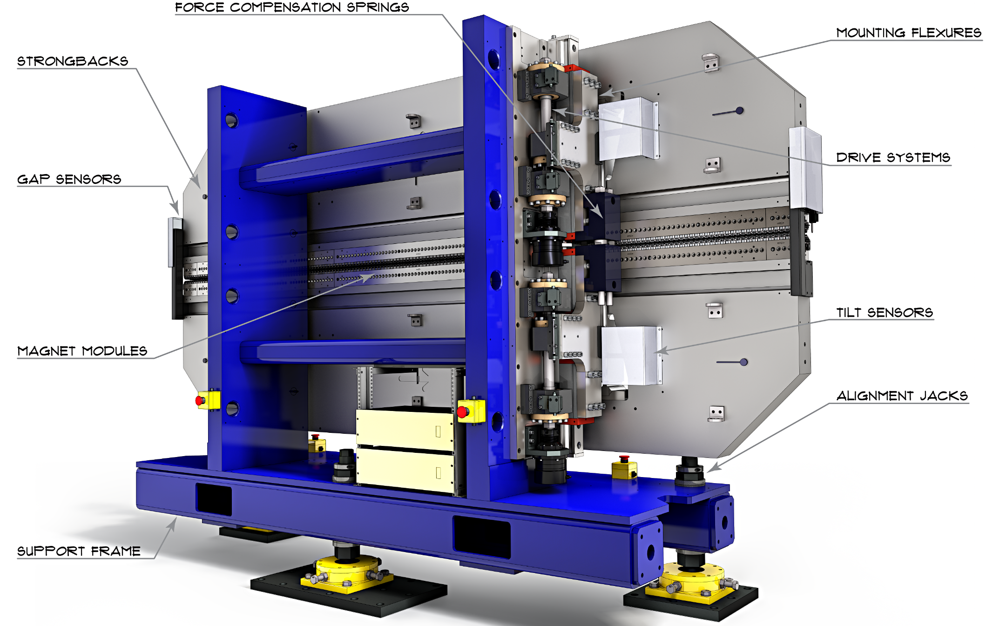 FORCE COMPENSATION SPRINGS
MOUNTING FLEXURES
STRONGBACKS
DRIVE SYSTEMS
GAP SENSORS
TILT SENSORS
MAGNET MODULES
ALIGNMENT JACKS
SUPPORT FRAME